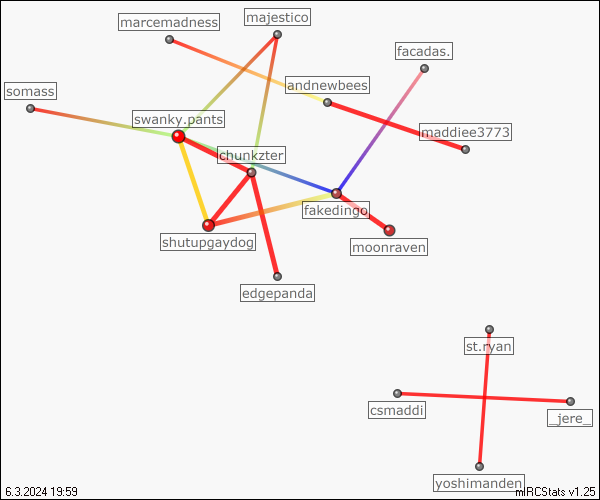 marcemadness
majestico
facadas.
andnewbees
somass
swanky.pants
maddiee3773
chunkzter
fakedingo
shutupgaydog
moonraven
edgepanda
st.ryan
csmaddi
_jere_
yoshimanden
6.3.2024 19:59
mIRCStats v1.25